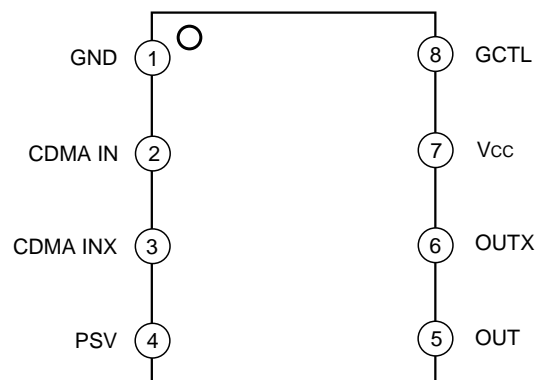 GND 1 8 GCTL
CDMA IN 2 7 Vcc
CDMA INX 3 6 OUTX
PSV 4 5 OUT